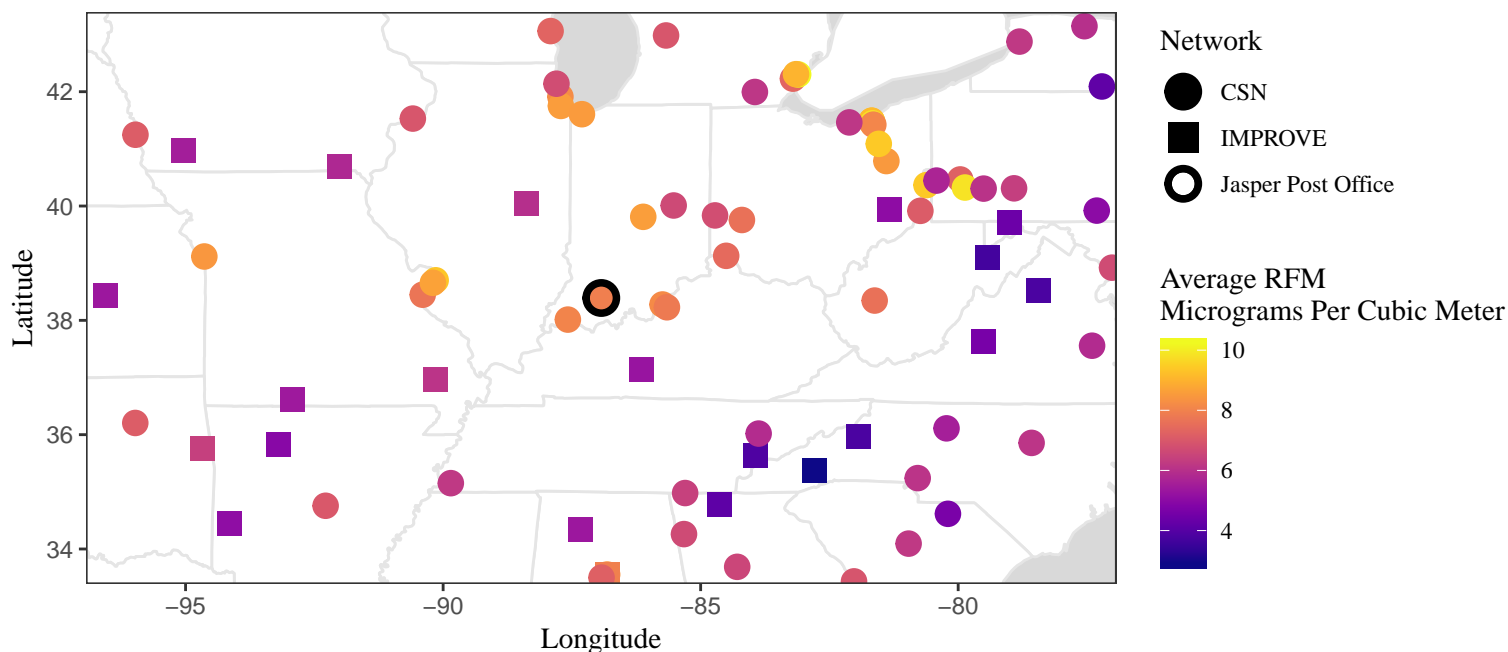 Network
CSN
IMPROVE
Jasper Post Office
Average RFM
Micrograms Per Cubic Meter
10
8
6
4
Latitude
42
40
38
36
34
−95
−90
−85
−80
Longitude